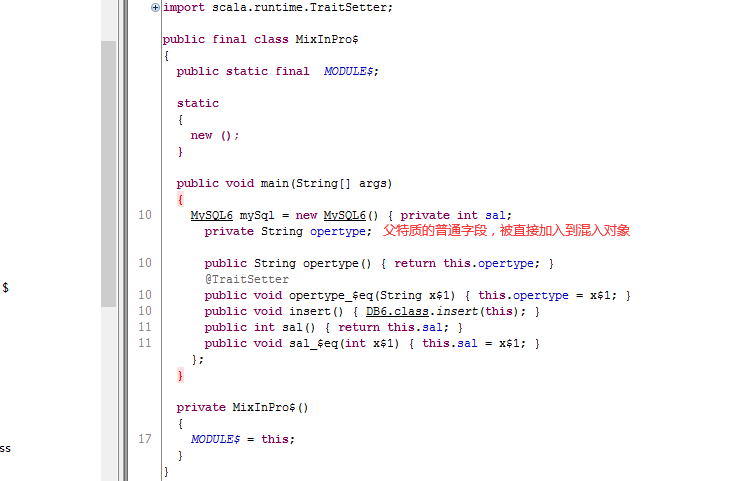 import scala.runtime.TraitSetter;
public final class MixInPro$
{
public static final MODULE$;
static
{
new ();
}
public void main(String[] args)
{
10 MySQL6 mySql = new MySQL6() { private int sal;
private String opertype; 父特质的普通字段，被直接加入到混入对象
10 public String opertype() { return this.opertype; }
@TraitSetter
$
10 public void opertype_$eq(String x$1) { this.opertype = x$1; }
10 public void insert() { DB6.class.insert(this); }
11 public int sal() { return this.sal; }
11 public void sal_$eq(int x$1) { this.sal = x$1; }
};
}
private MixInPro$()
{
17 MODULE$ = this;
ss
}
}